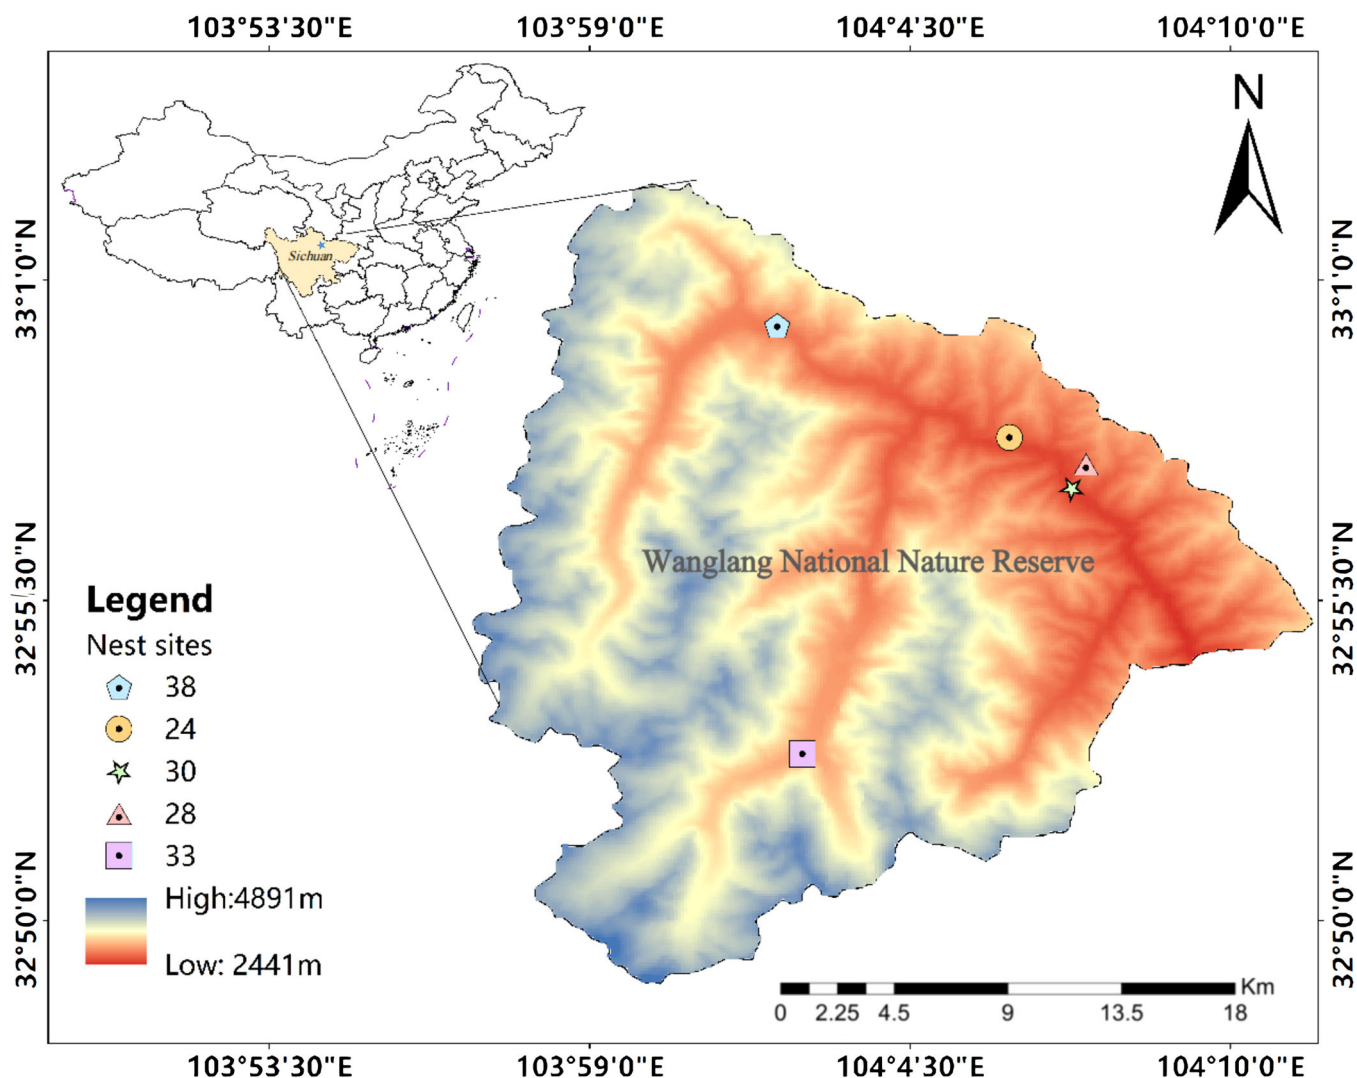 103°53'30"E 103°59'0"E 104°4'30"E 104°10'0"E
N
33°1'0"N
33°1'0"N
Sichuan
32°55'30"N
32°55'30"N
Wanglang National Nature Reserve
Legend
Nest sites
38
24
30
28
33
High:4891m
Low: 2441m
32°50'0"N
32°50'0"N
Km
0 2.25 4.5 9 13.5 18
103°53'30"E 103°59'0"E 104°4'30"E 104°10'0"E